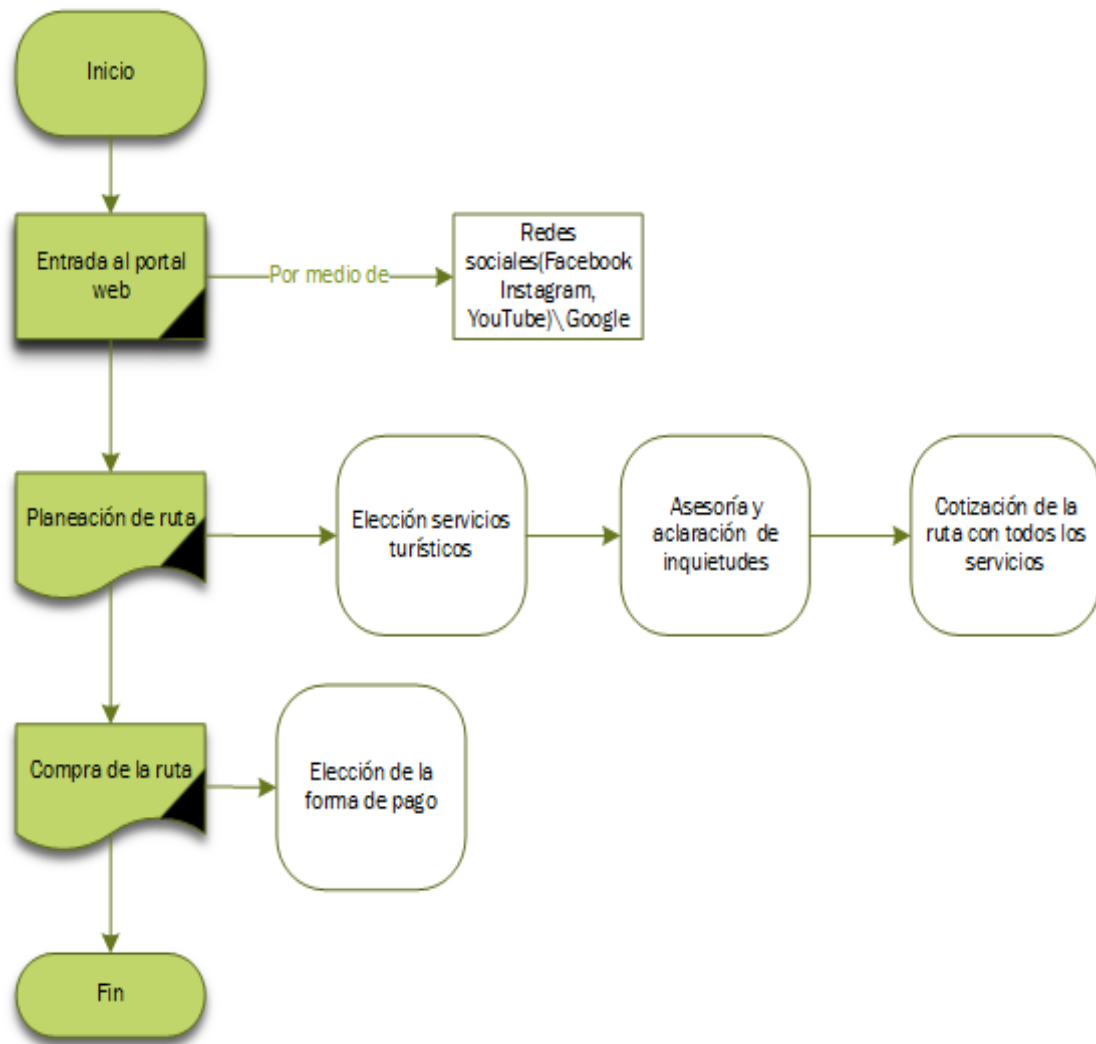 Inicio
Entrada al portal
web
Por medio de
Redes
sociales(Facebook
Instagram,
YouTube)\Google
Planeación de ruta
Elección servicios
turísticos
Asesoría y
aclaración de
inquietudes
Cotización de la
ruta con todos los
servicios
Compra de la ruta
Elección de la
forma de pago
Fin